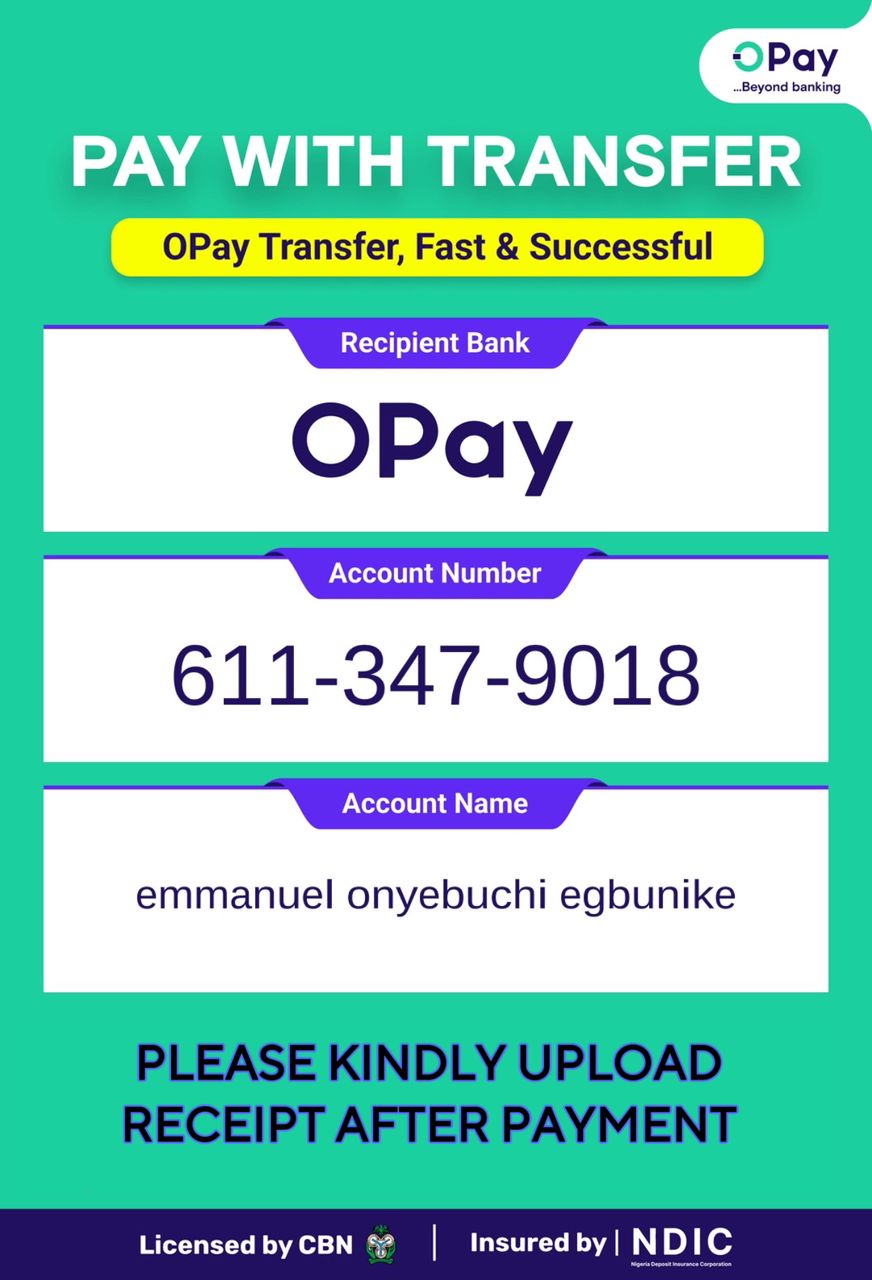 OPay
...Beyond banking
PAY WITH TRANSFER
OPay Transfer, Fast & Successful
Recipient Bank
OPay
Account Number
611-347-9018
Account Name
emmanuel onyebuchi egbunike
PLEASE KINDLY UPLOAD
RECEIPT AFTER PAYMENT
Licensed by CBN | Insured by | NDIC
Nigeria Deposit Insurance Corporation